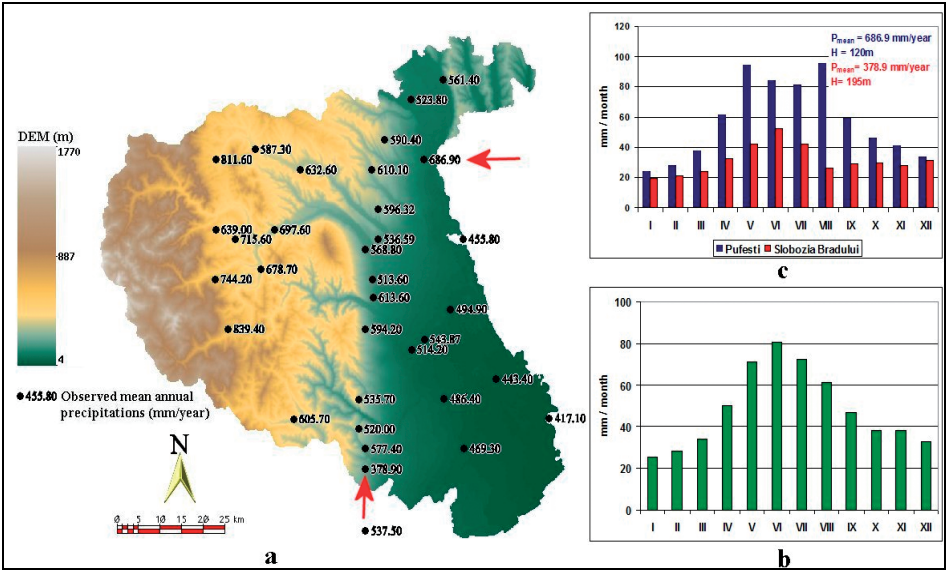 561.40
523.80
590.40
587.30
811.60
686.90
632.60
610.10
596.32
639.00
697.60
715.60
536.59
455.80
568.80
678.70
744.20
513.60
613.60
494.90
839.40
594.20
543.87
514.20
443.40
535.70
486.40
605.70
417.10
520.00
577.40
469.30
378.90
537.50
DEM (m)
1770
887
4
455.80 Observed mean annual
precipitations (mm/year)
N
0 5 10 15 20 25 km
a
120
100
80
60
40
20
0
mm / month
Pmean = 686.9 mm/year
H = 120m
Pmean= 378.9 mm/year
H= 195m
I II III IV V VI VII VIII IX X XI XII
Pufesti Slobozia Bradului
c
100
80
60
40
20
0
mm / month
I II III IV V VI VII VIII IX X XI XII
b